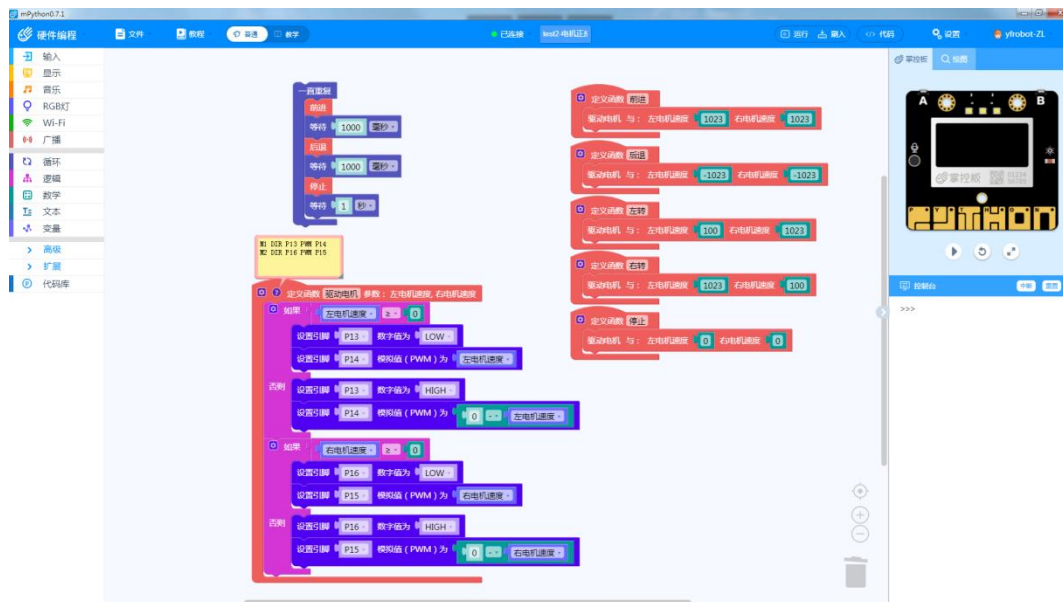 mPython0.7.1
硬件编程 文件 教程 普通 教学 已连接 test2-电机正 运行 刷入 代码 设置 yfrobot-ZL
输入
显示
音乐
RGB灯
Wi-Fi
广播
循环
逻辑
数学
文本
变量
高级
扩展
代码库
一直重复
前进
等待 1000 毫秒
后退
等待 1000 毫秒
停止
等待 1 秒
M1 DIR P13 PWM P14
M2 DIR P16 PWM P15
定义函数 驱动电机 参数：左电机速度, 右电机速度
如果 左电机速度 ≥ 0
设置引脚 P13 数字值为 LOW
设置引脚 P14 模拟值（PWM）为 左电机速度
否则 设置引脚 P13 数字值为 HIGH
设置引脚 P14 模拟值（PWM）为 0 - 左电机速度
如果 右电机速度 ≥ 0
设置引脚 P16 数字值为 LOW
设置引脚 P15 模拟值（PWM）为 右电机速度
否则 设置引脚 P16 数字值为 HIGH
设置引脚 P15 模拟值（PWM）为 0 - 右电机速度
定义函数 前进
驱动电机 与： 左电机速度 1023 右电机速度 1023
定义函数 后退
驱动电机 与： 左电机速度 -1023 右电机速度 -1023
定义函数 左转
驱动电机 与： 左电机速度 100 右电机速度 1023
定义函数 右转
驱动电机 与： 左电机速度 1023 右电机速度 100
定义函数 停止
驱动电机 与： 左电机速度 0 右电机速度 0
掌控板 绘图
A B
掌控板
P Y T H O N
控制台 中断 重置
>>>